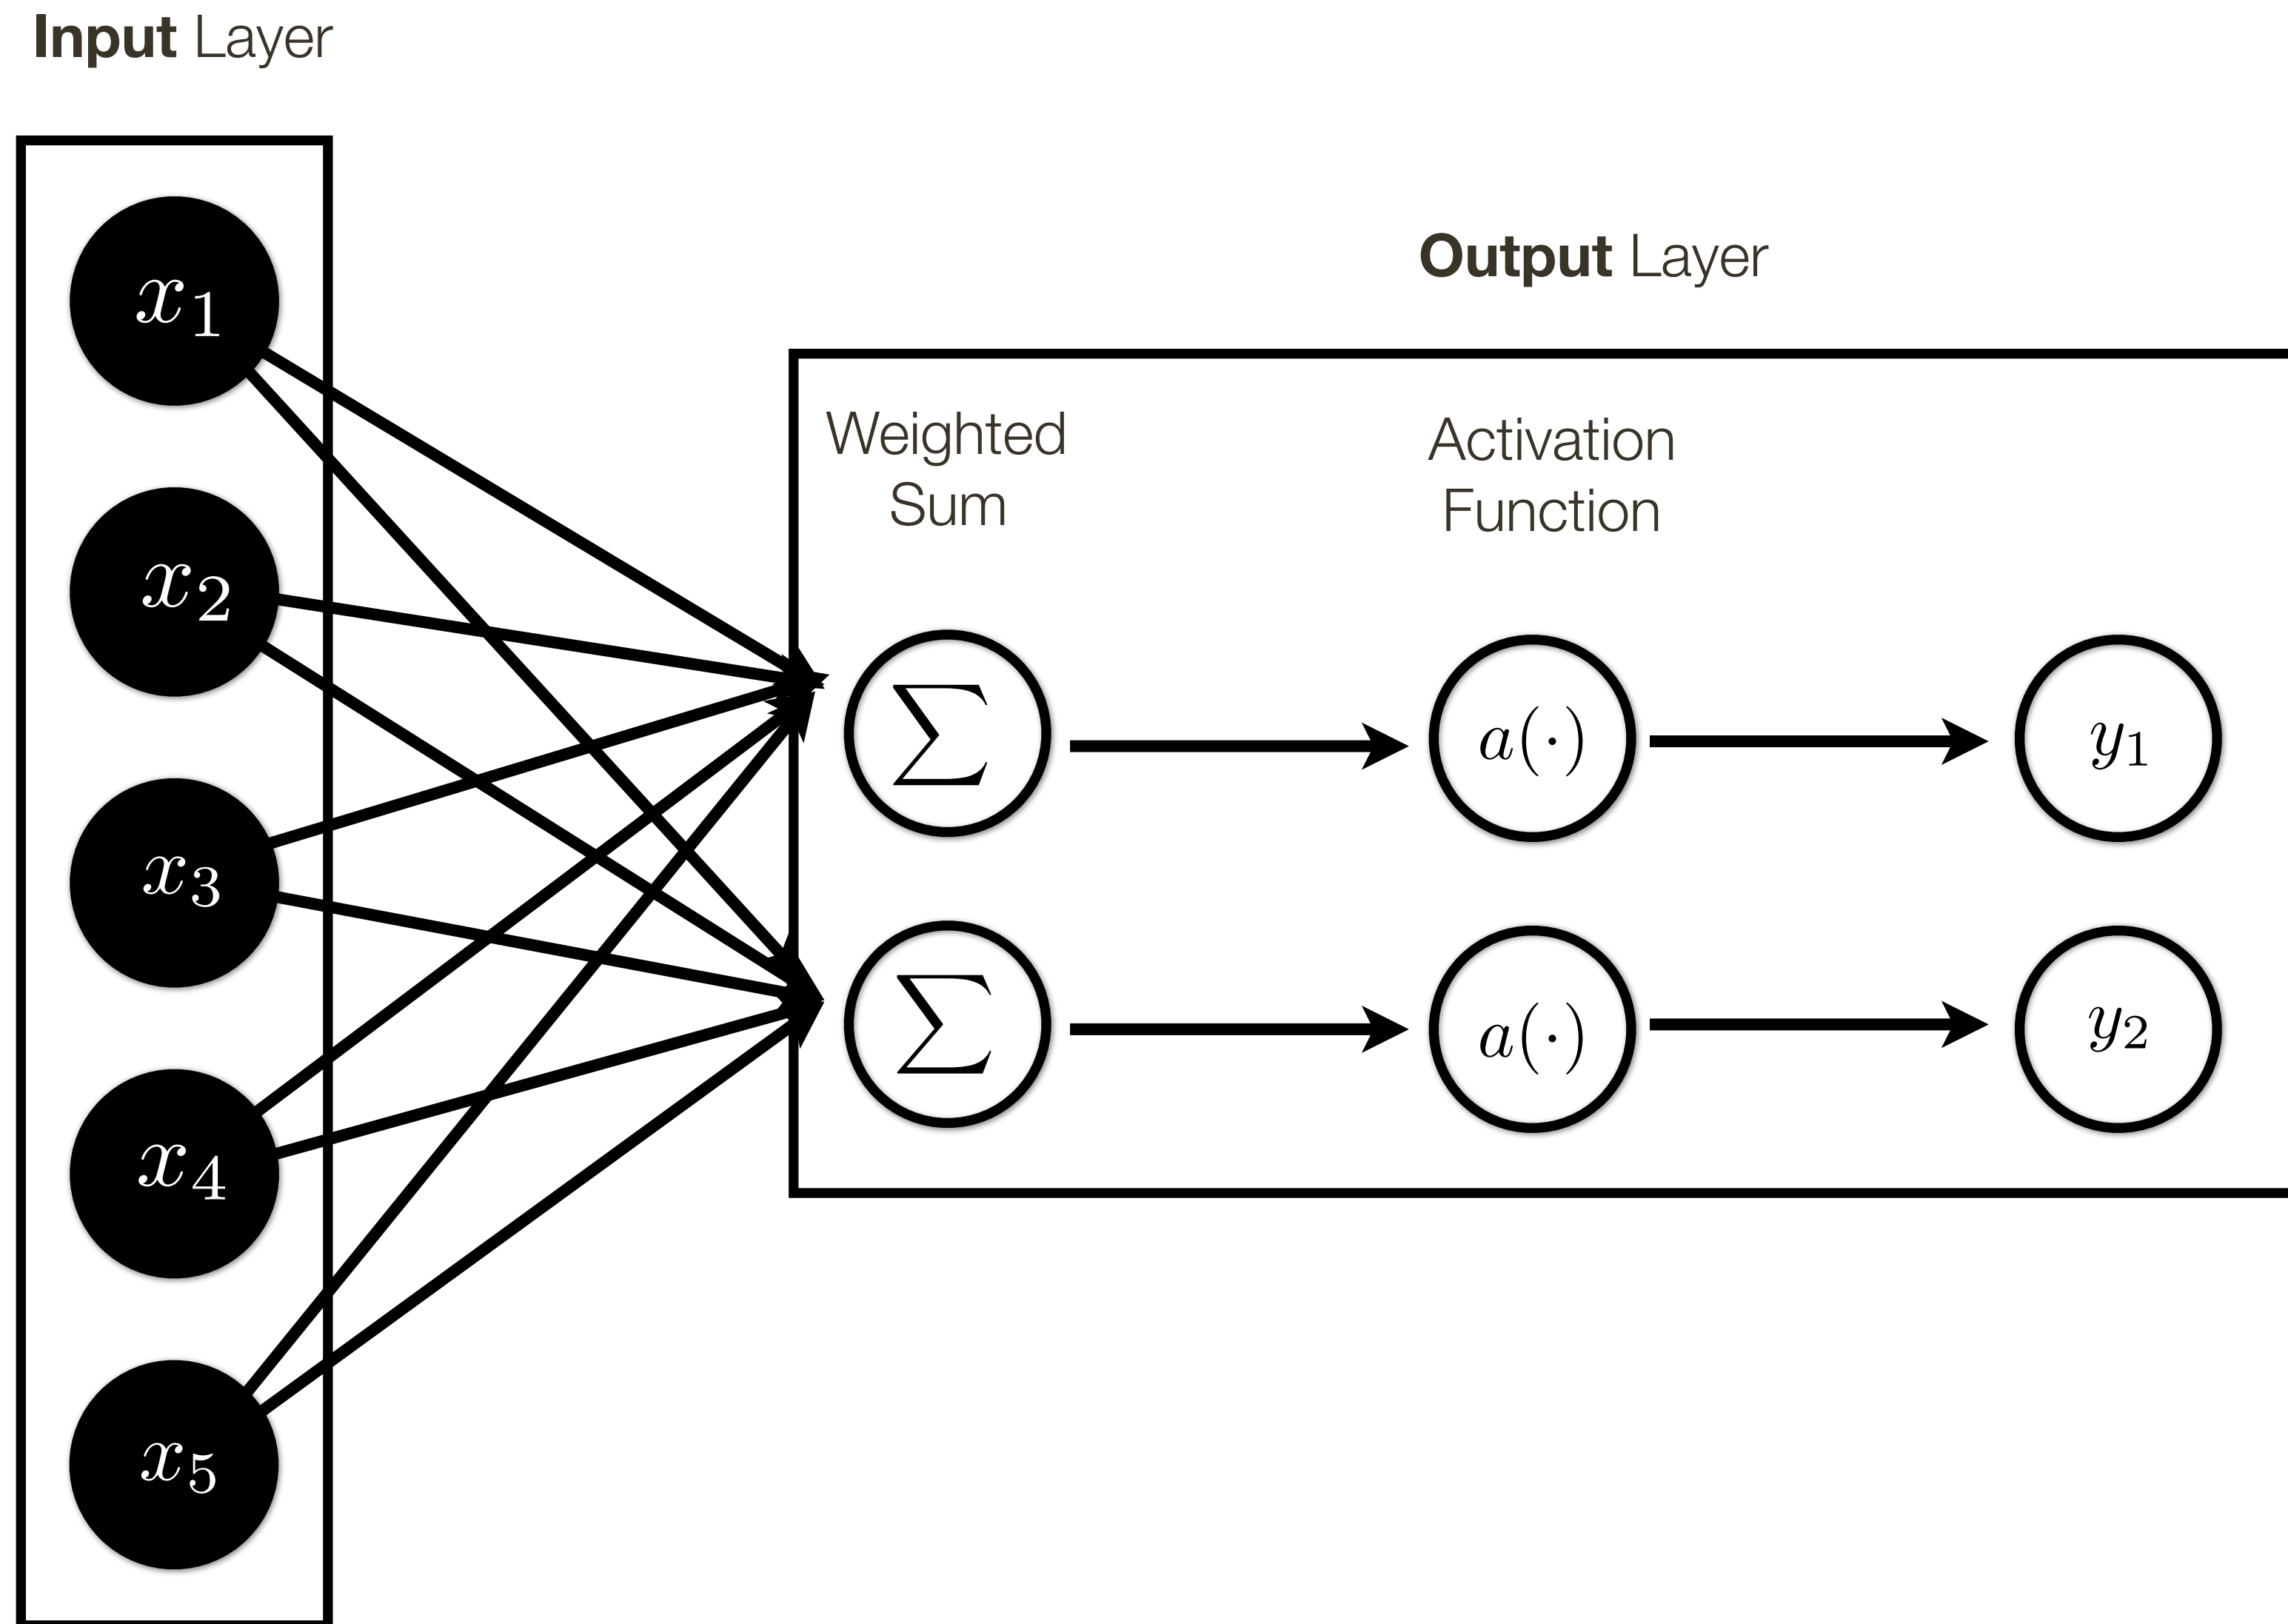 Input Layer
x1
x2
x3
x4
x5
Output Layer
Weighted
Sum
Activation
Function
∑
a(·)
y1
∑
a(·)
y2